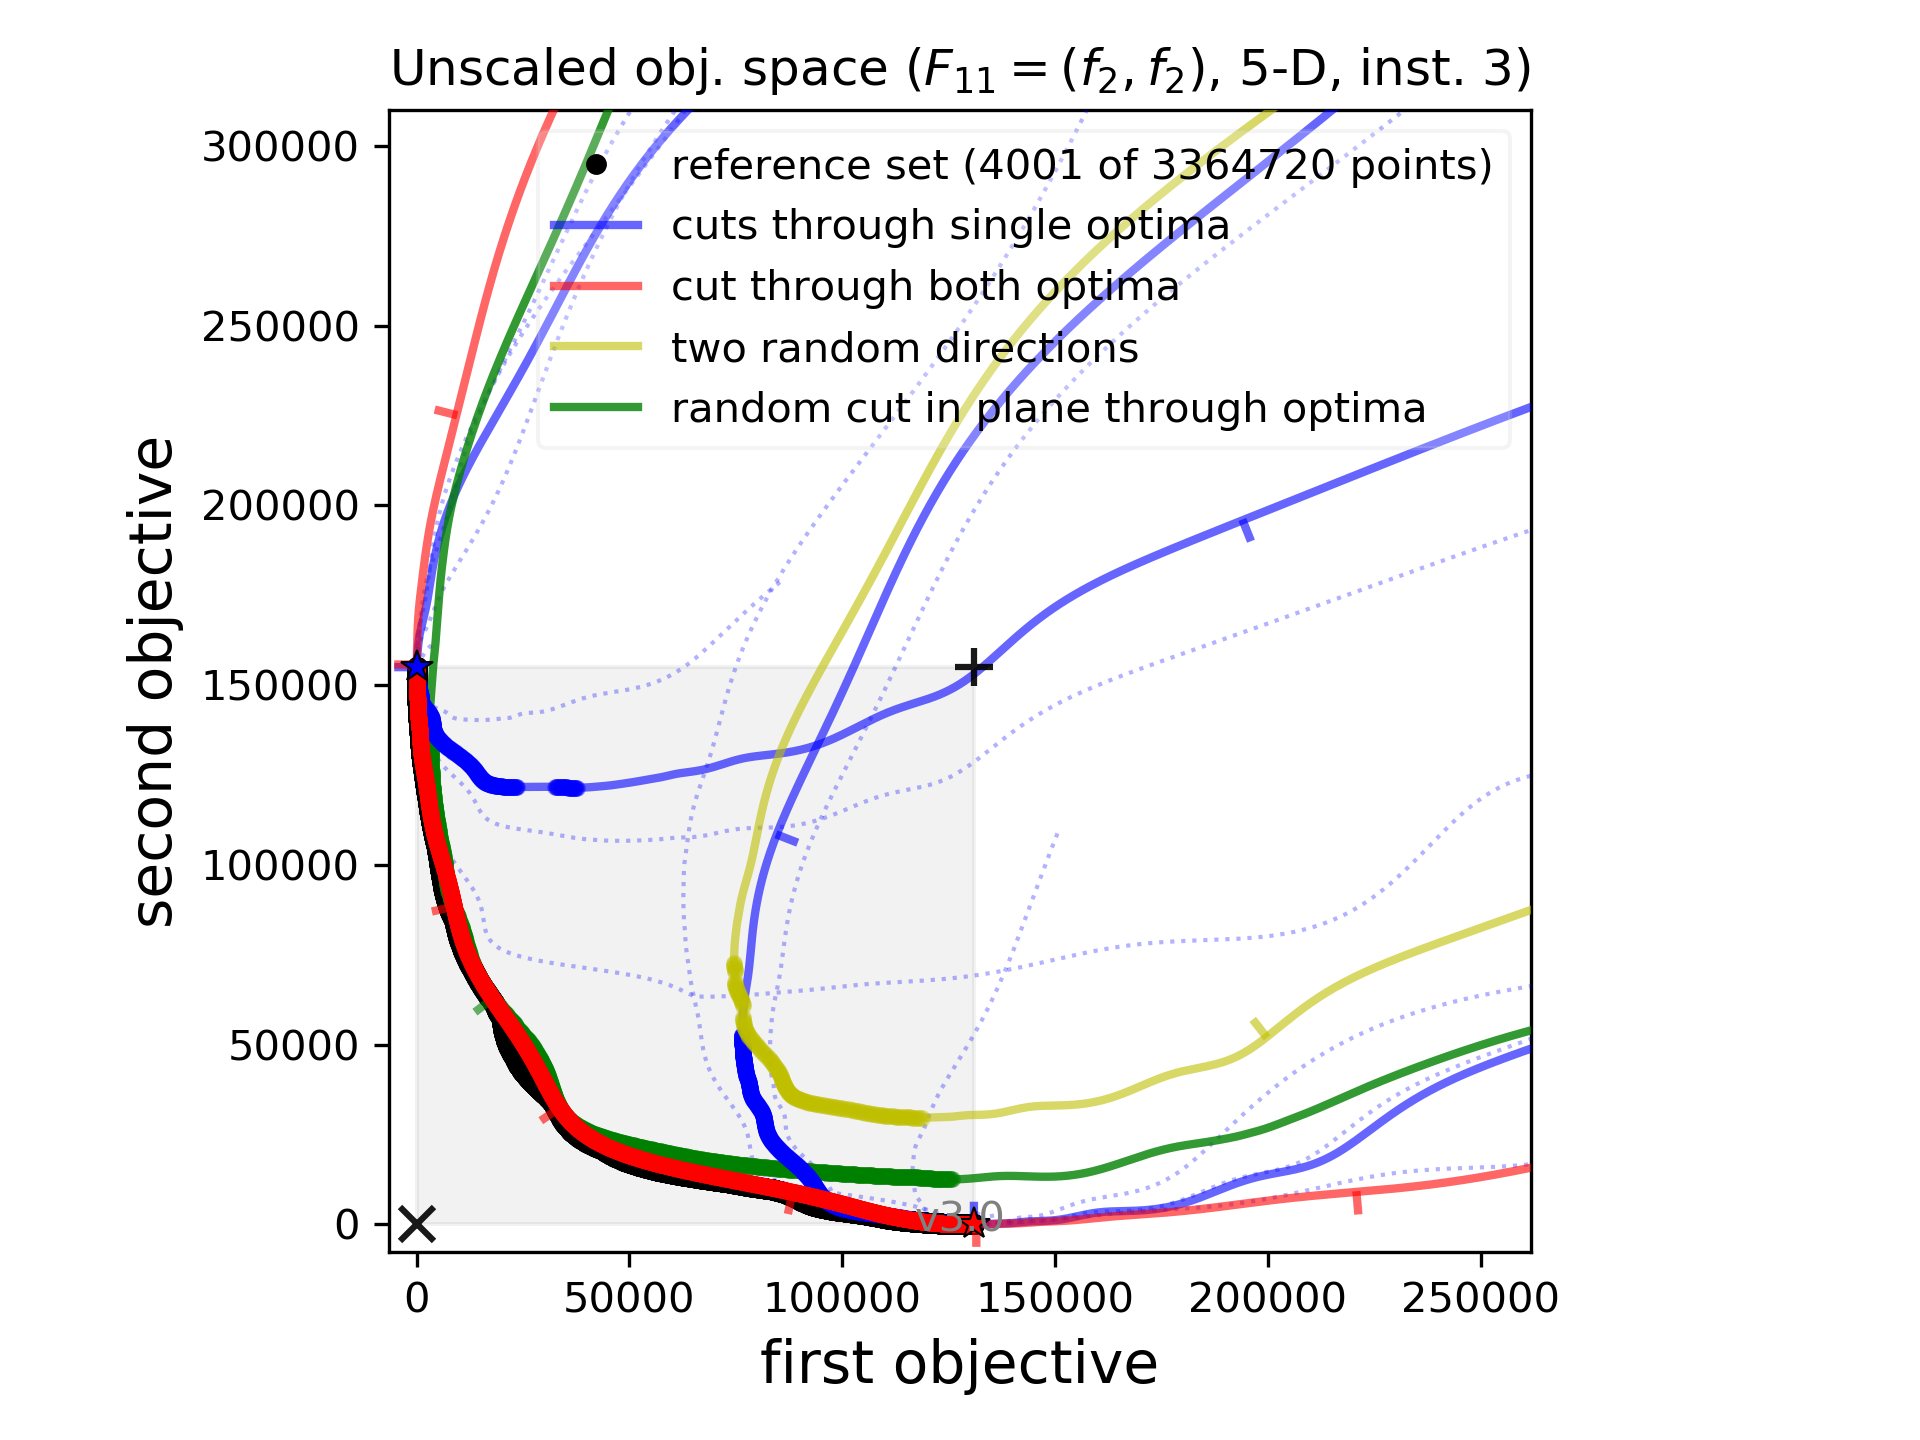 Unscaled obj. space (F₁₁ = (f₂, f₂), 5-D, inst. 3)
reference set (4001 of 3364720 points)
cuts through single optima
cut through both optima
two random directions
random cut in plane through optima
300000
250000
200000
150000
100000
50000
0
second objective
v3.0
0
50000
100000
150000
200000
250000
first objective